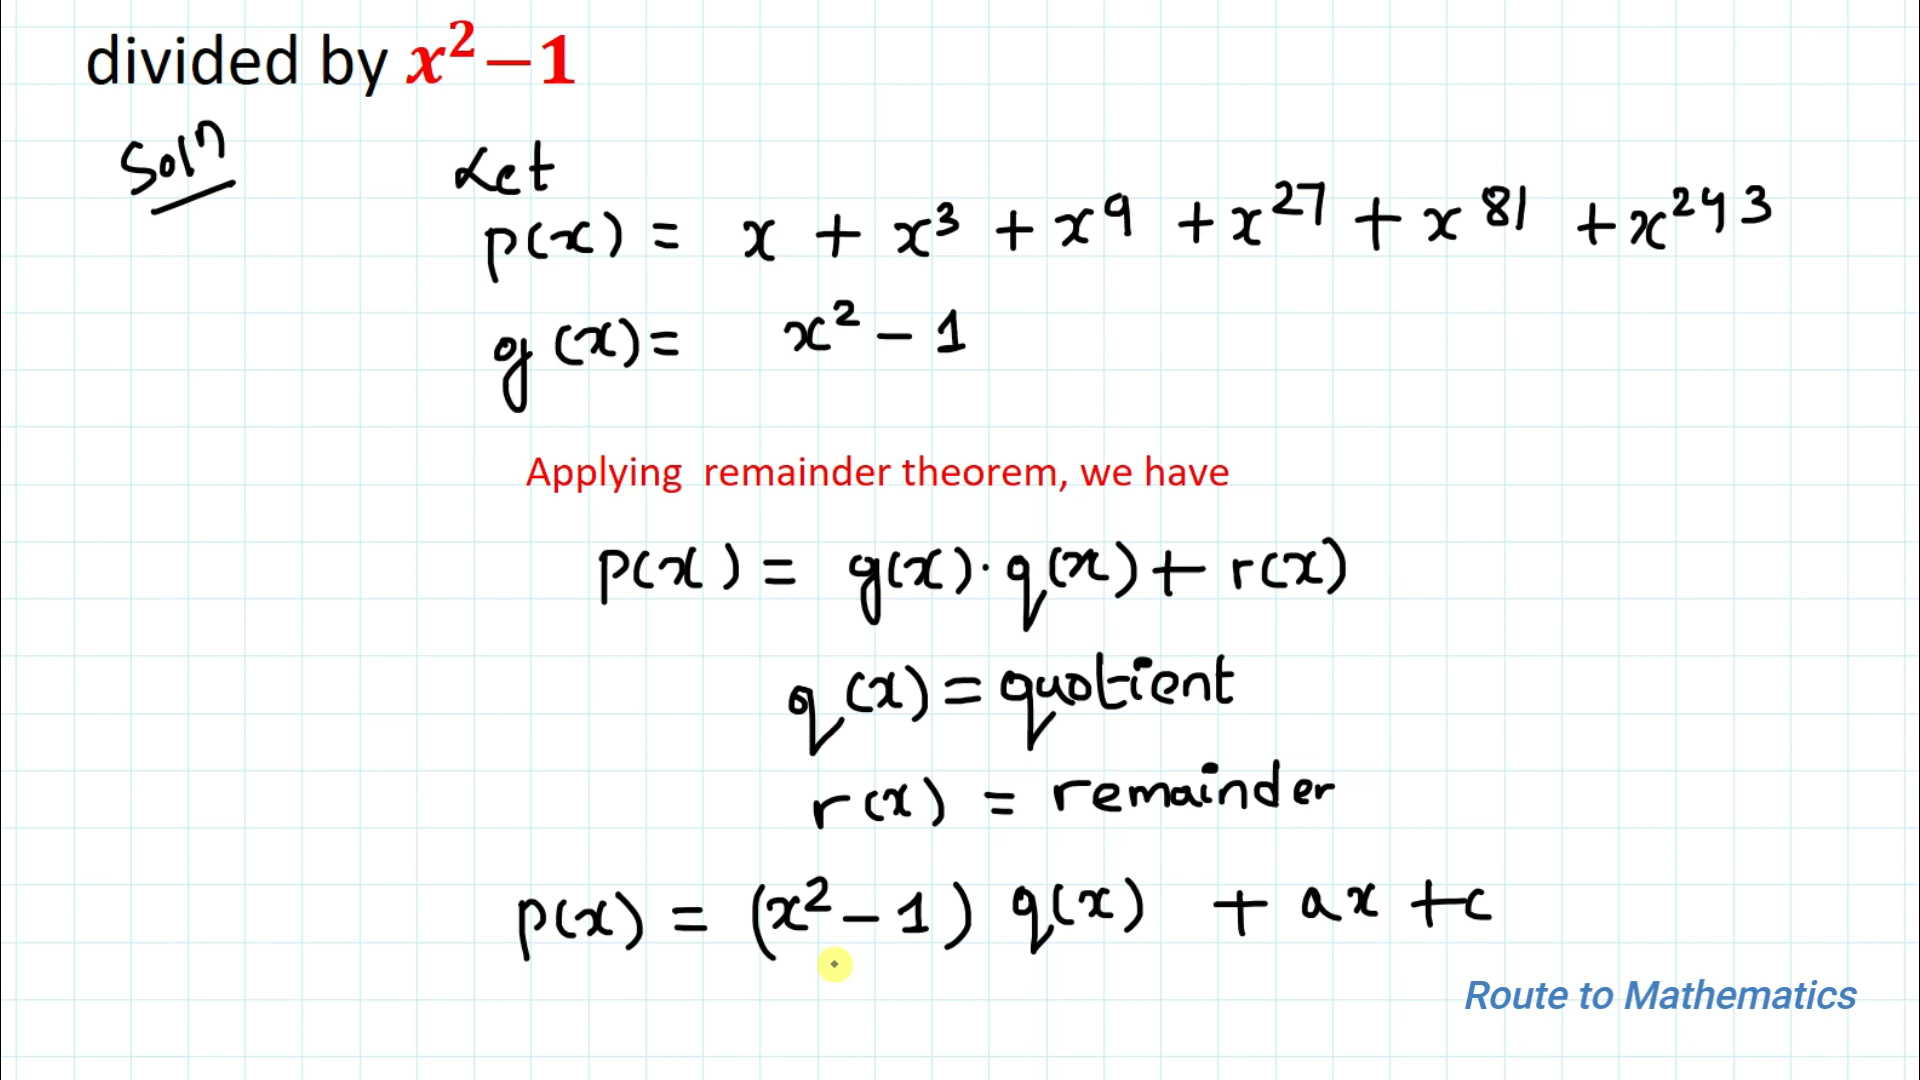 divided by x²−1
Solⁿ
Let
p(x) = x + x³ + x⁹ + x²⁷ + x⁸¹ + x²⁴³
g(x) = x² − 1
Applying remainder theorem, we have
p(x) = g(x)·q(x) + r(x)
q(x) = quotient
r(x) = remainder
p(x) = (x² − 1) q(x) + ax + c
Route to Mathematics